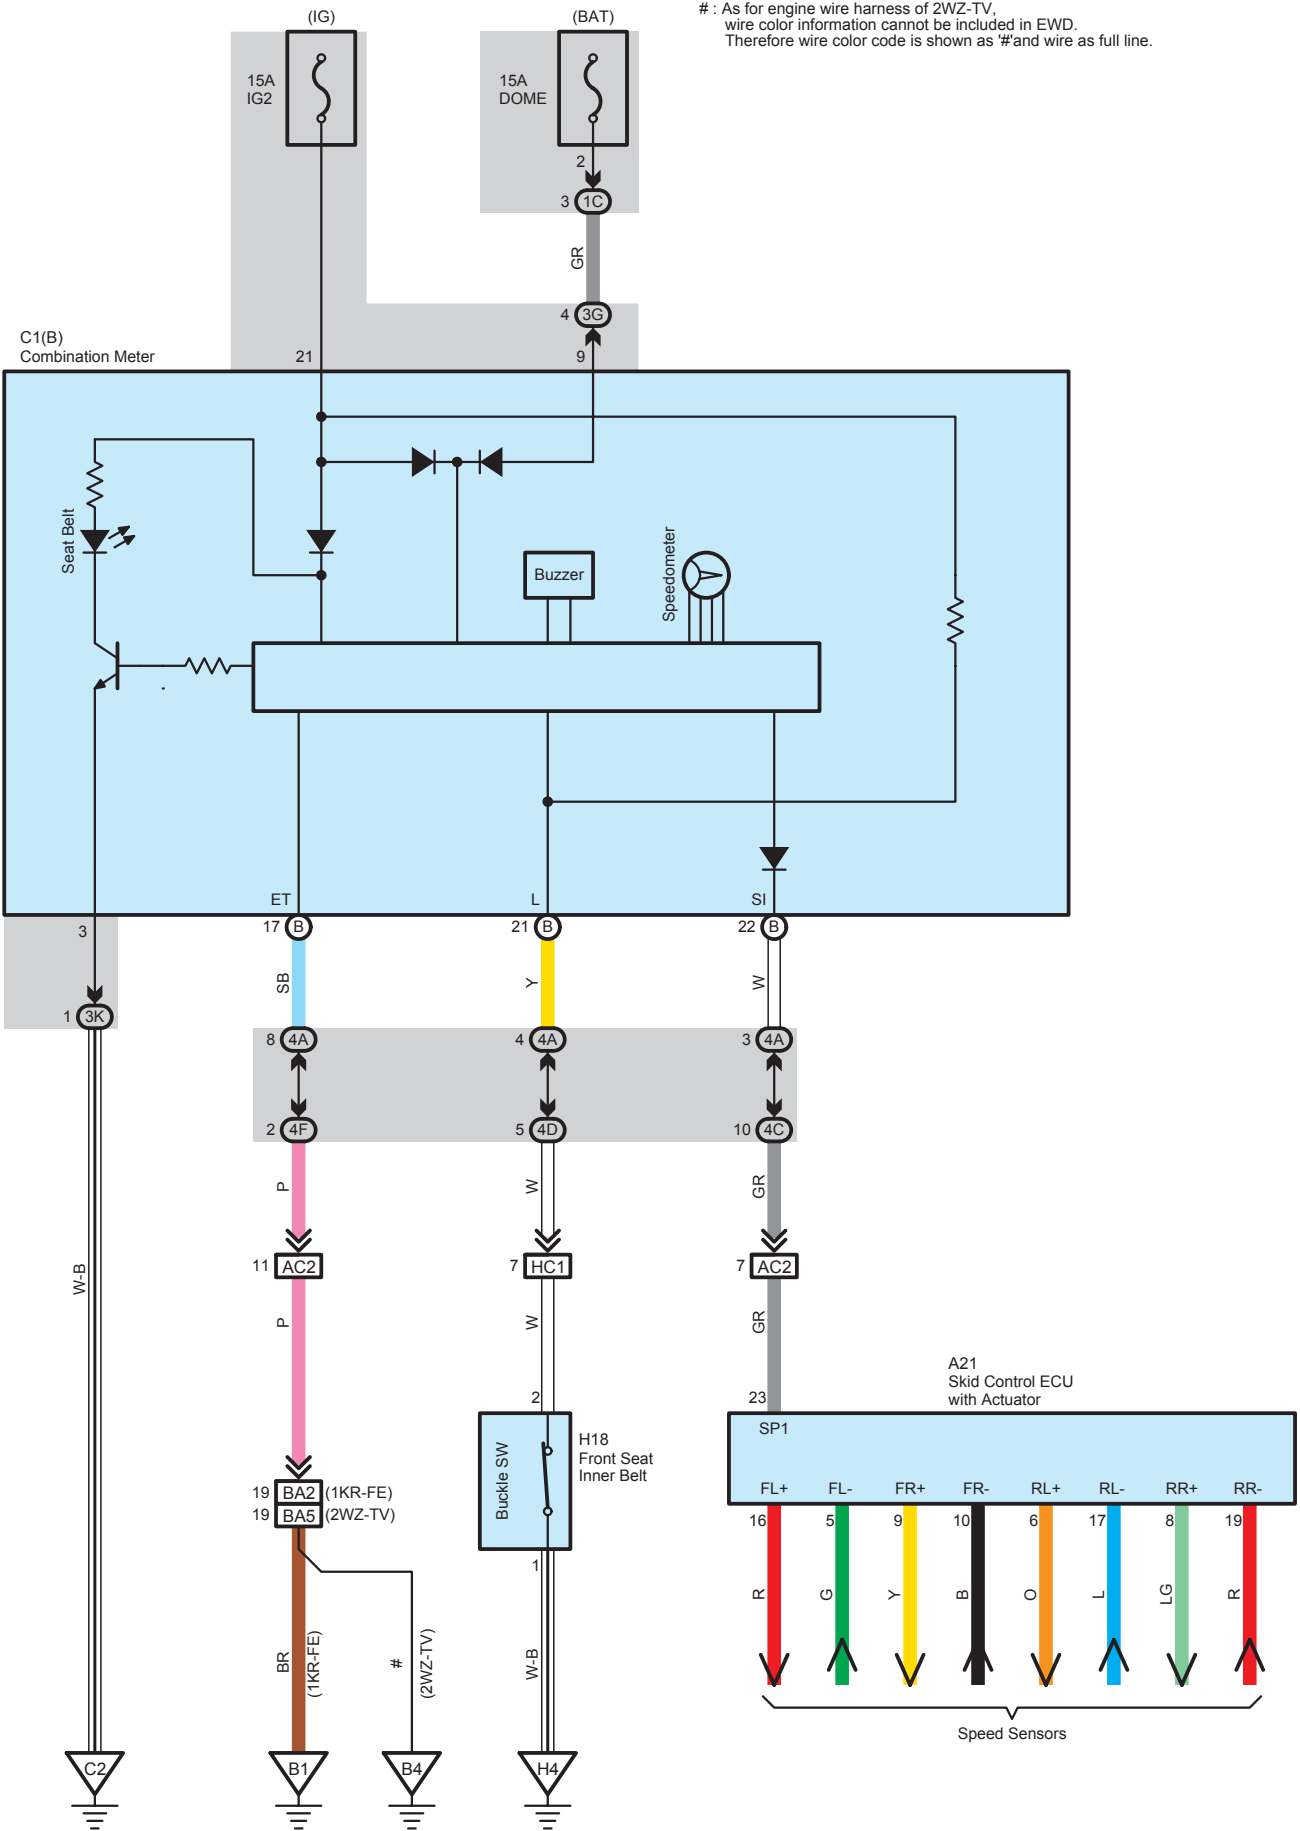 (IG)
(BAT)
# : As for engine wire harness of 2WZ-TV,
wire color information cannot be included in EWD.
Therefore wire color code is shown as '#'and wire as full line.
15A
IG2
15A
DOME
2
3 1C
GR
4 3G
C1(B)
Combination Meter
21
9
Seat Belt
Buzzer
Speedometer
ET
L
SI
3
17 B
21 B
22 B
SB
Y
W
1 3K
8 4A
4 4A
3 4A
2 4F
5 4D
10 4C
P
W
GR
11 AC2
7 HC1
7 AC2
W-B
P
W
GR
A21
Skid Control ECU
with Actuator
2
23
SP1
H18
Front Seat
Inner Belt
Buckle SW
19 BA2 (1KR-FE)
19 BA5 (2WZ-TV)
FL+ FL- FR+ FR- RL+ RL- RR+ RR-
16 5 9 10 6 17 8 19
1
R G Y B O L LG R
BR
(1KR-FE)
#
(2WZ-TV)
W-B
Speed Sensors
C2
B1
B4
H4